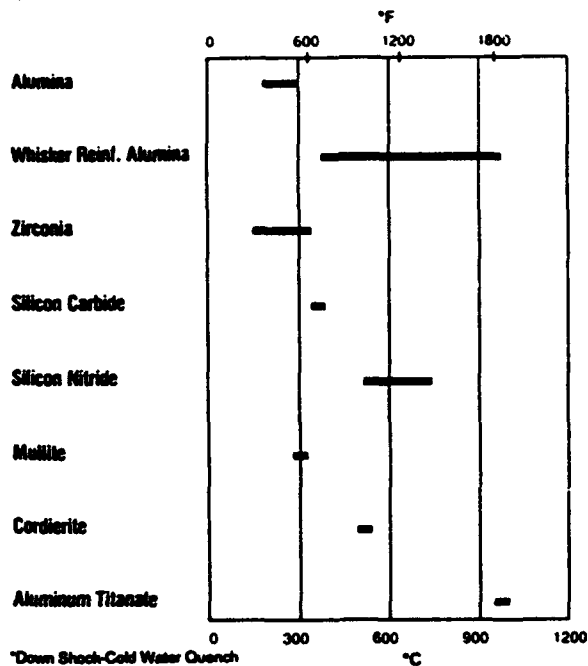 °F
0 600 1200 1800
Alumina
Whisker Reinf. Alumina
Zirconia
Silicon Carbide
Silicon Nitride
Mullite
Cordierite
Aluminum Titanate
0 300 600 900 1200
°C
*Down Shock-Cold Water Quench